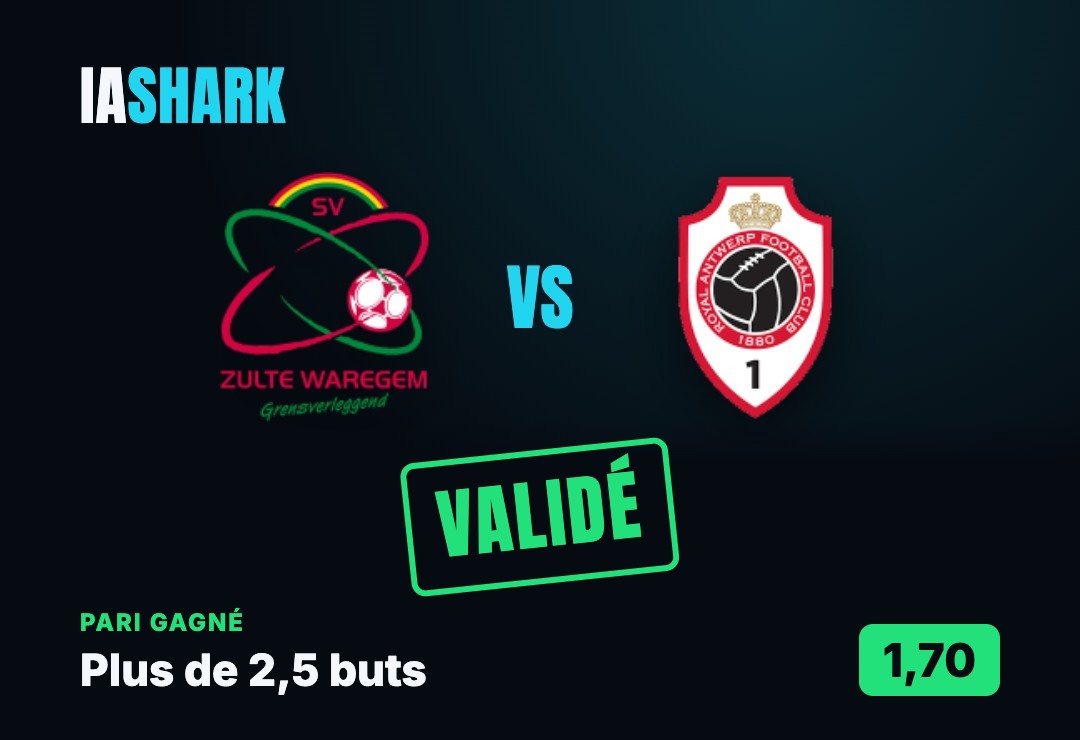 IASHARK
SV
ZULTE WAREGEM
Grensverleggend
VS
ROYAL ANTWERP FOOTBALL CLUB
1880
1
VALIDÉ
PARI GAGNÉ
Plus de 2,5 buts
1,70